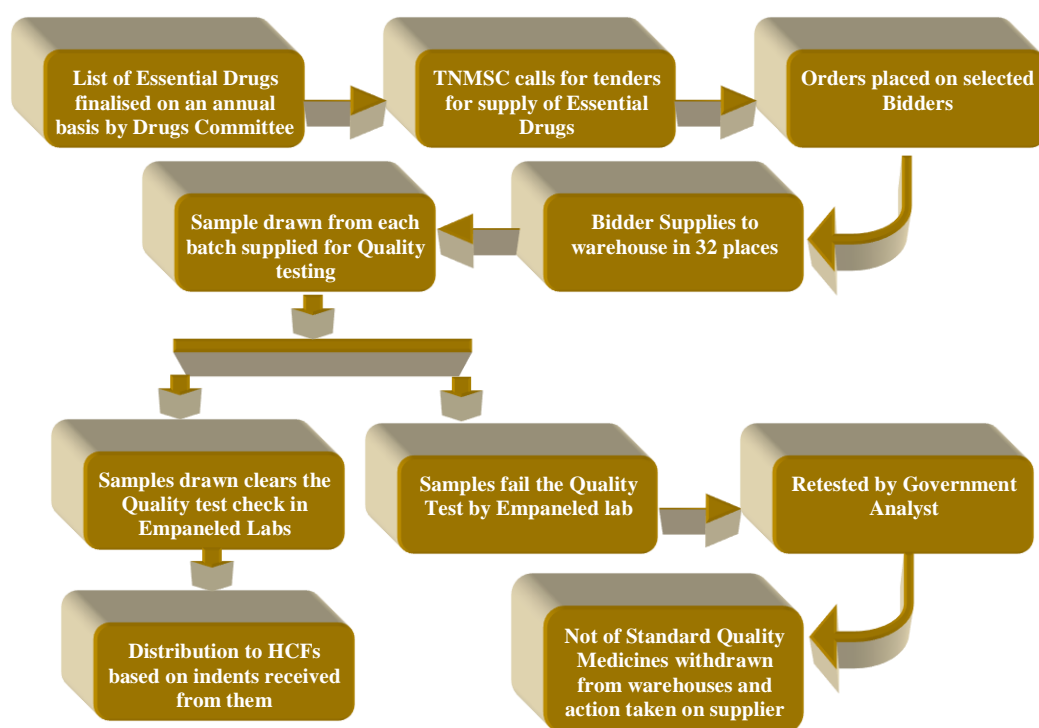 List of Essential Drugs
finalised on an annual
basis by Drugs Committee
TNMSC calls for tenders
for supply of Essential
Drugs
Orders placed on selected
Bidders
Sample drawn from each
batch supplied for Quality
testing
Bidder Supplies to
warehouse in 32 places
Samples drawn clears the
Quality test check in
Empaneled Labs
Samples fail the Quality
Test by Empaneled lab
Retested by Government
Analyst
Distribution to HCFs
based on indents received
from them
Not of Standard Quality
Medicines withdrawn
from warehouses and
action taken on supplier